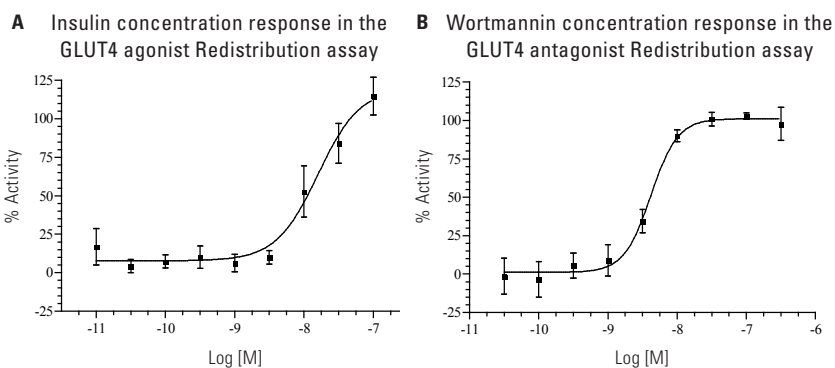 A Insulin concentration response in the
GLUT4 agonist Redistribution assay
125
100
75
50
25
0
-25
% Activity
-11 -10 -9 -8 -7
Log [M]
B Wortmannin concentration response in the
GLUT4 antagonist Redistribution assay
125
100
75
50
25
0
-25
% Activity
-11 -10 -9 -8 -7 -6
Log [M]